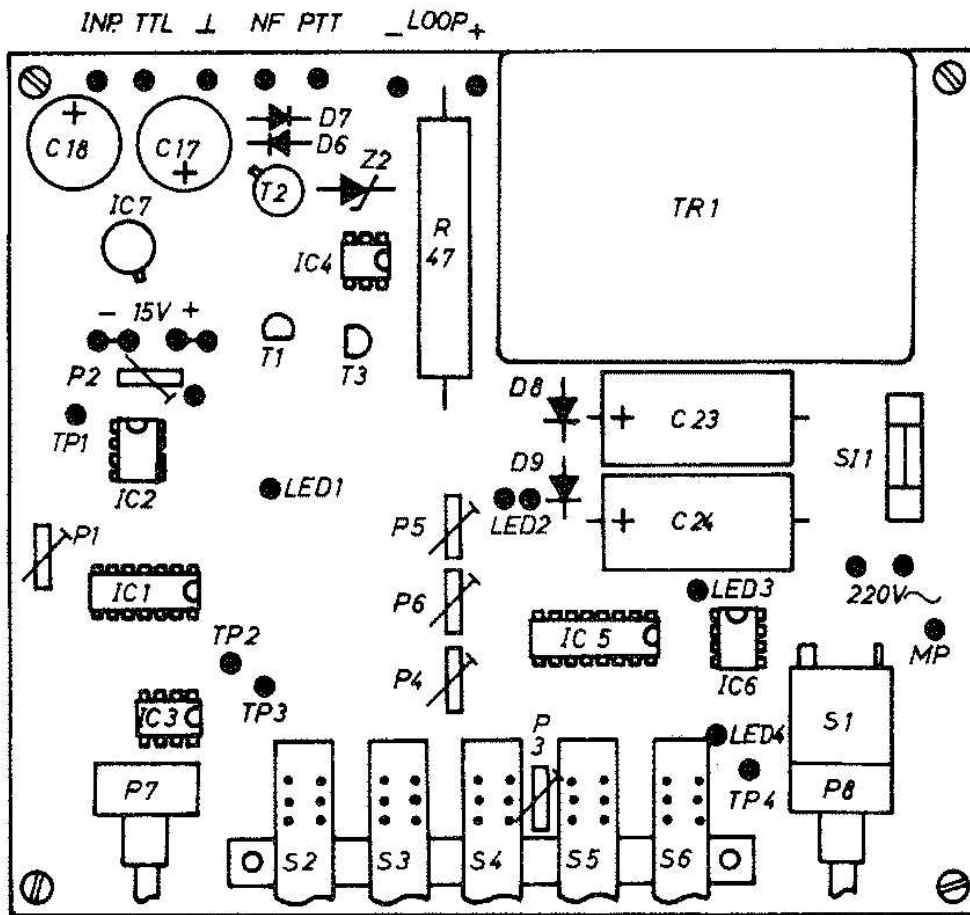 INP. TTL ⊥ NF PTT -LOOP+
D7
C18 + C17 + D6
Z2
T2
TR1
IC7
R
47
IC4
- 15V +
T1
T3
P2
D8
+ C23
TP1
SI1
IC2
D9
LED1
LED2
P5
+ C24
P1
IC1
P6
LED3
220V~
TP2
IC5
MP
P4
IC6
TP3
IC3
P
3
S1
LED4
P7
TP4
P8
S2 S3 S4 S5 S6